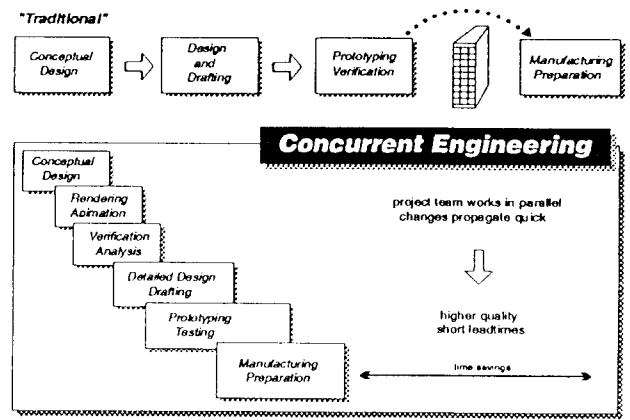 "Traditional"
Conceptual
Design
Design
and
Drafting
Prototyping
Verification
Manufacturing
Preparation
Concurrent Engineering
Conceptual
Design
Rendering
Animation
Verification
Analysis
Detailed Design
Drafting
Prototyping
Testing
Manufacturing
Preparation
project team works in parallel
changes propagate quick
higher quality
short leadtimes
time savings